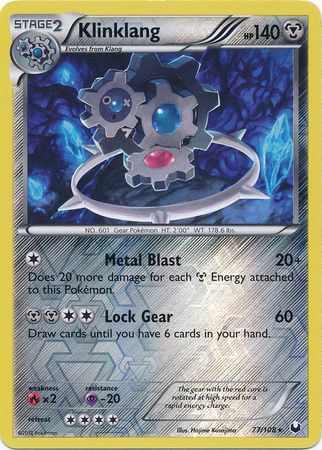 STAGE2
Klinklang
HP140
Evolves from Klang
NO. 601 Gear Pokémon HT: 2'00" WT: 178.6 lbs.
Metal Blast 20+
Does 20 more damage for each Energy attached
to this Pokémon.
Lock Gear 60
Draw cards until you have 6 cards in your hand.
weakness resistance
×2 -20
retreat
The gear with the red core is
rotated at high speed for a
rapid energy charge.
©2012 Pokémon
Illus. Hajime Kusajima
77/108 ★